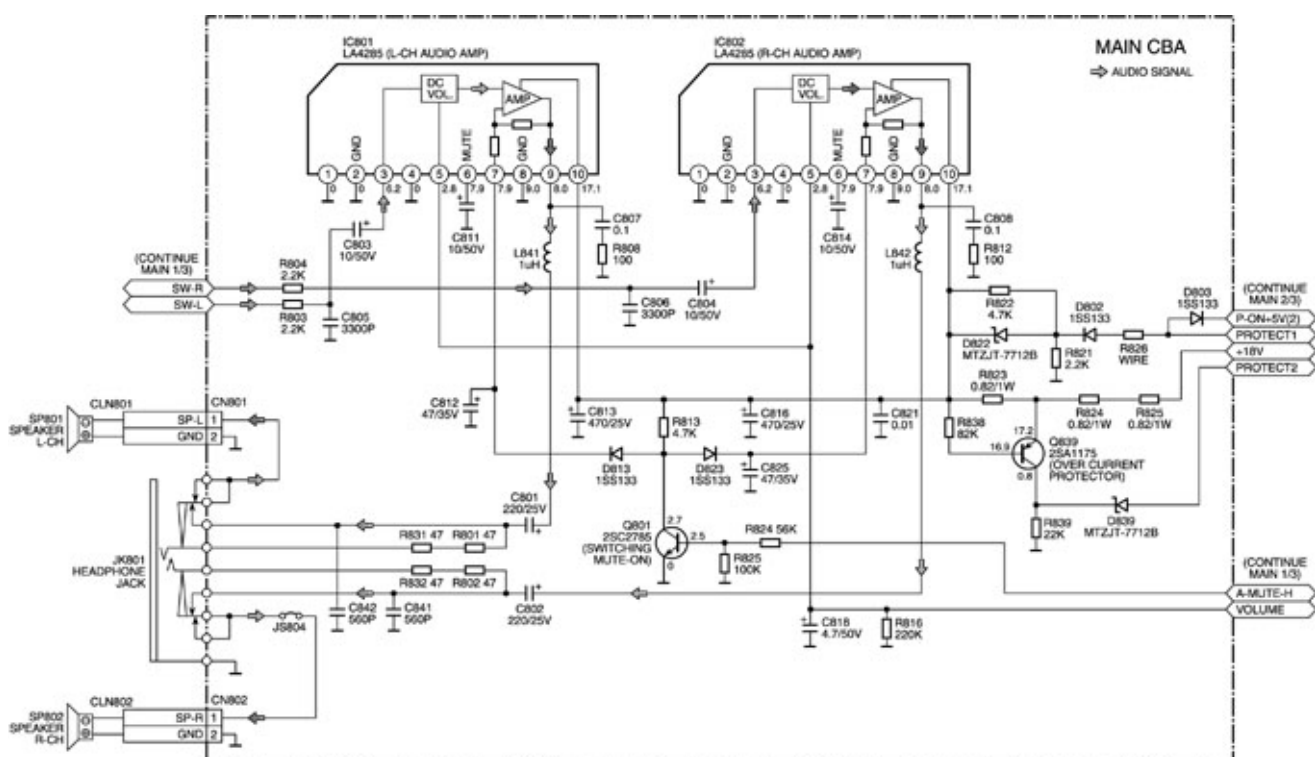 IC801
LA4285 (L-CH AUDIO AMP)
IC802
LA4285 (R-CH AUDIO AMP)
MAIN CBA
AUDIO SIGNAL
DC VOL.
AMP
GND
MUTE
GND
1 2 3 4 5 6 7 8 9 10
0 0 6.2 0 2.8 7.9 7.9 9.0 8.0 17.1
DC VOL.
AMP
GND
MUTE
GND
1 2 3 4 5 6 7 8 9 10
0 0 6.2 0 2.8 7.9 7.9 9.0 8.0 17.1
C803
10/50V
C811
10/50V
L841
1uH
C807
0.1
R808
100
C814
10/50V
L842
1uH
C808
0.1
R812
100
(CONTINUE
MAIN 1/3)
SW-R
SW-L
R804
2.2K
R803
2.2K
C805
3300P
C806
3300P
C804
10/50V
R822
4.7K
D802
1SS133
D803
1SS133
(CONTINUE
MAIN 2/3)
P-ON+5V(2)
PROTECT1
+18V
PROTECT2
D822
MTZJT-7712B
R821
2.2K
R826
WIRE
R823
0.82/1W
R824
0.82/1W
R825
0.82/1W
C812
47/35V
C813
470/25V
R813
4.7K
C816
470/25V
C821
0.01
R838
82K
17.2
16.9
0.8
Q839
2SA1175
(OVER CURRENT
PROTECTOR)
D813
1SS133
D823
1SS133
C825
47/35V
R839
22K
D839
MTZJT-7712B
SP801
SPEAKER
L-CH
CLN801
CN801
SP-L 1
GND 2
C801
220/25V
Q801
2SC2785
(SWITCHING
MUTE-ON)
2.7
2.5
0
R824 56K
R825
100K
JK801
HEADPHONE
JACK
R831 47
R801 47
R832 47
R802 47
C842
560P
C841
560P
C802
220/25V
JS804
C818
4.7/50V
R816
220K
(CONTINUE
MAIN 1/3)
A-MUTE-H
VOLUME
SP802
SPEAKER
R-CH
CLN802
CN802
SP-R 1
GND 2